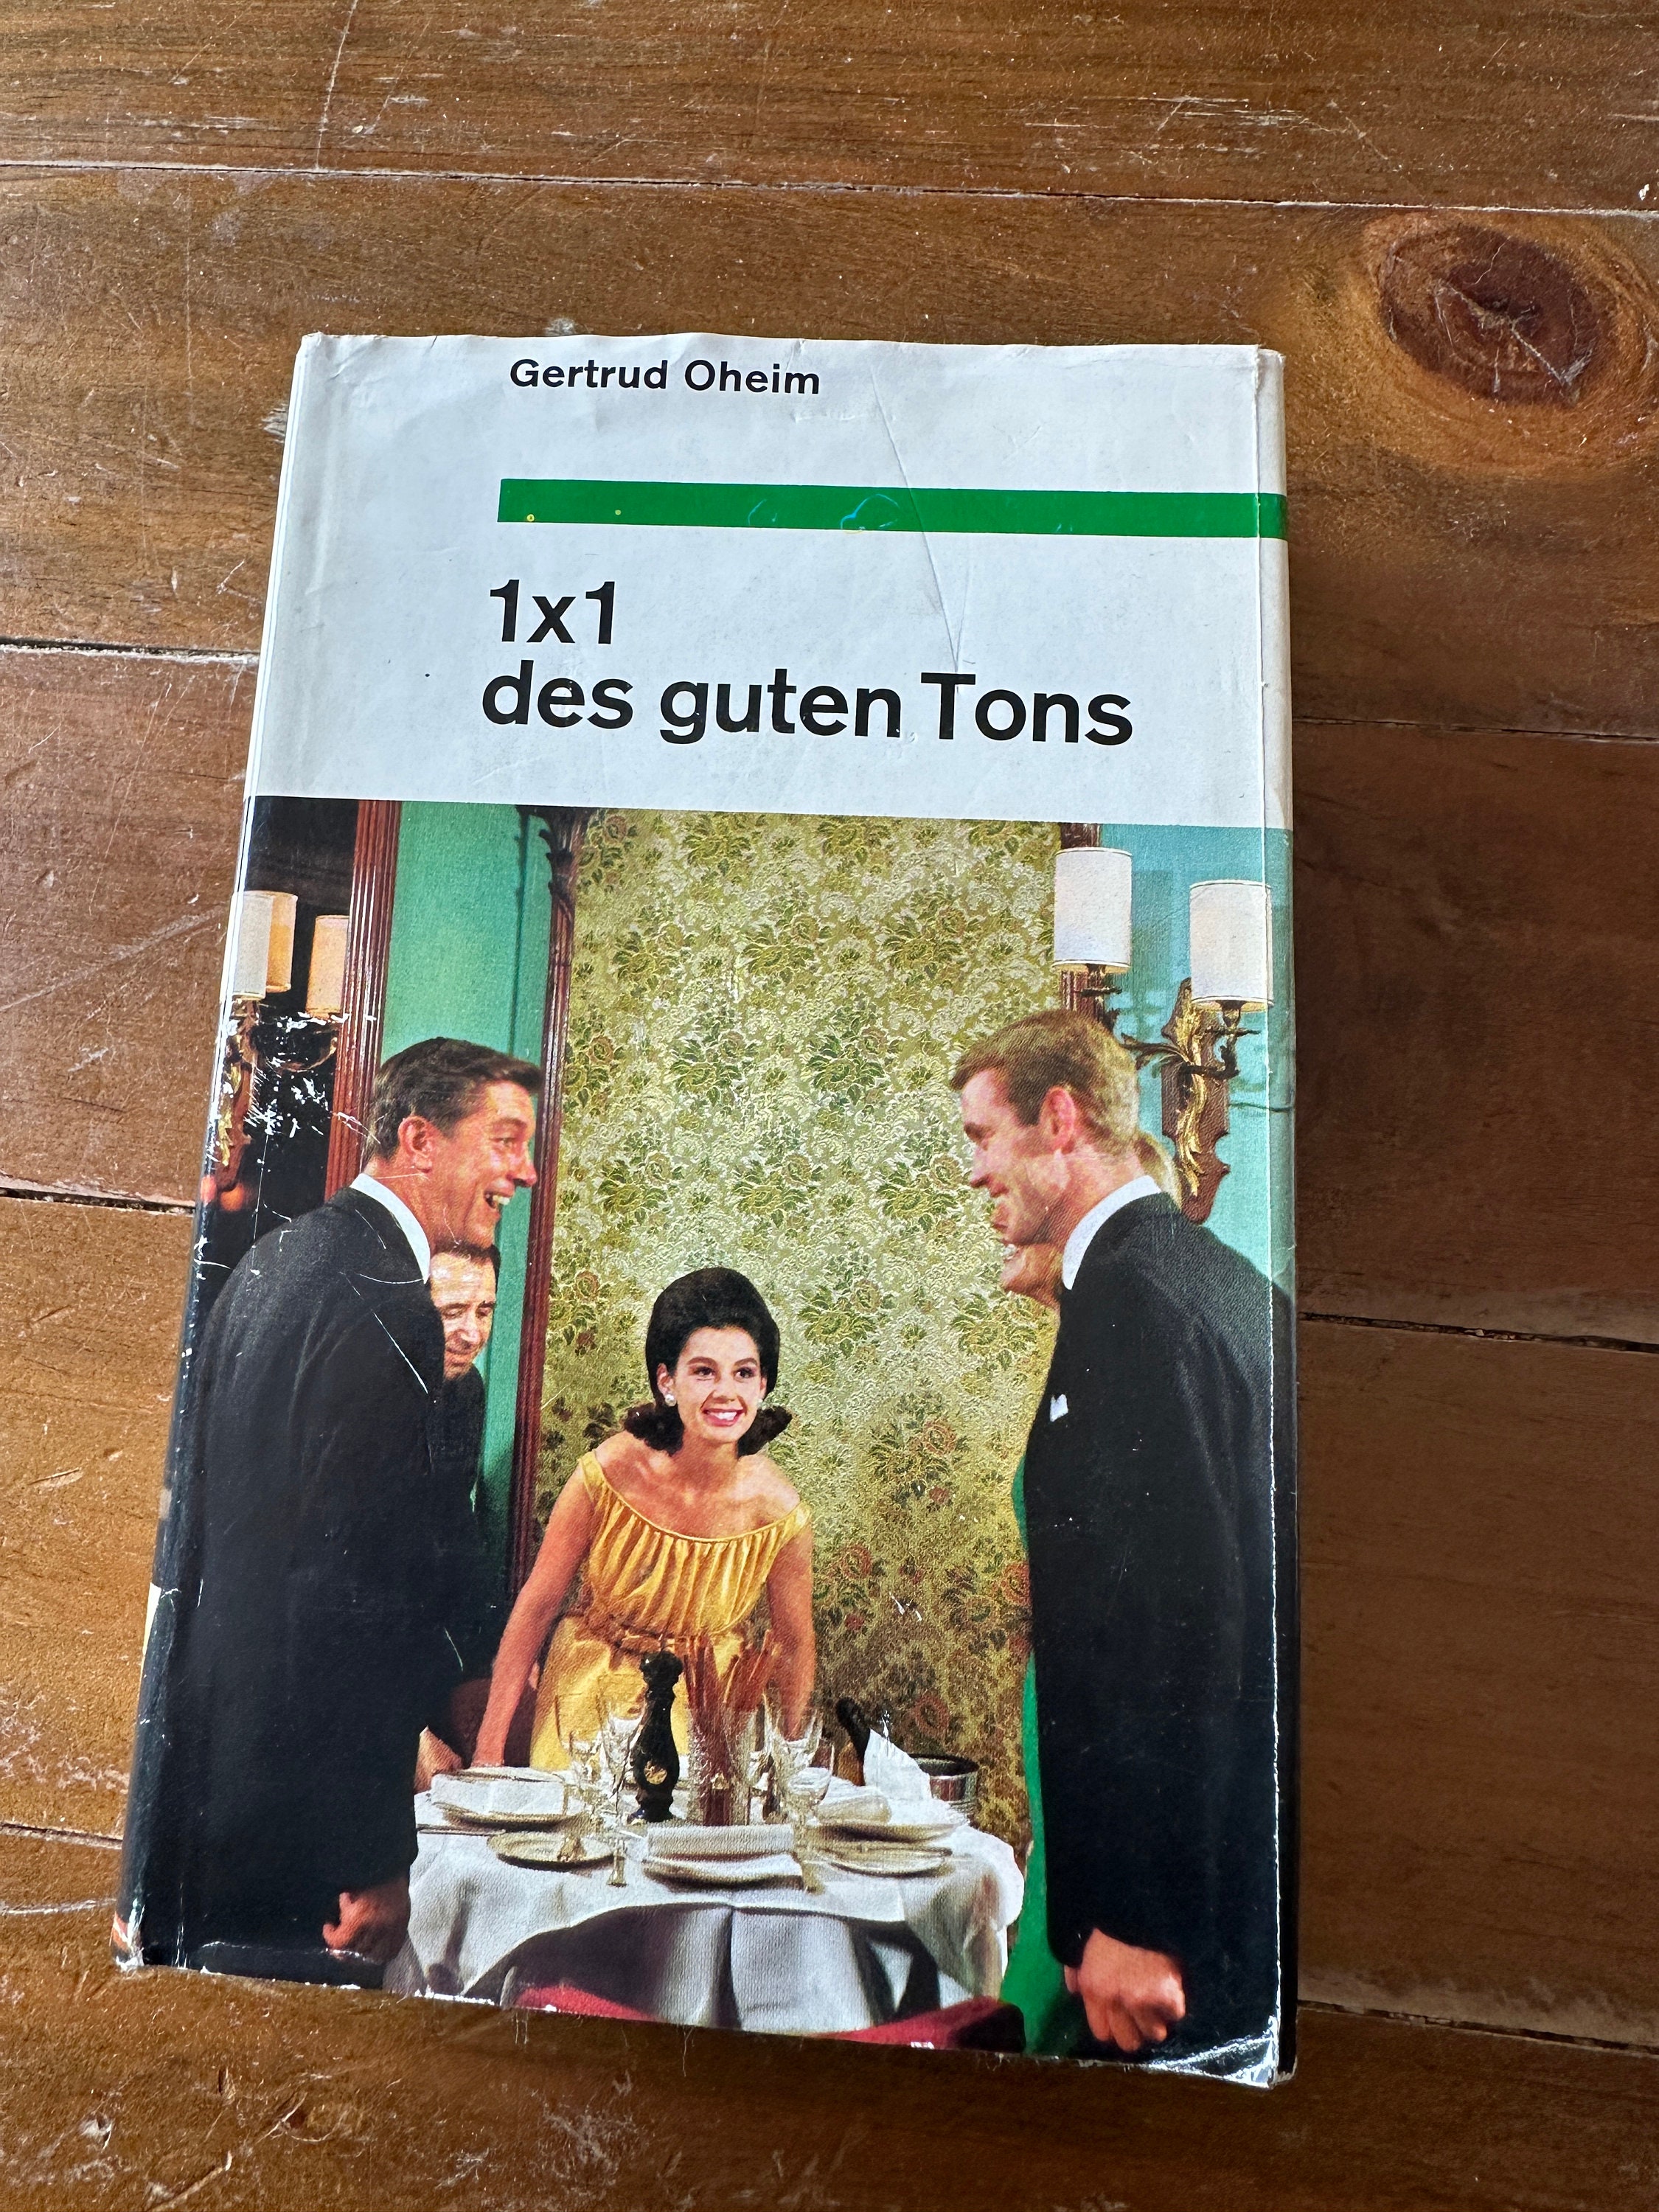 Gertrud Oheim
1x1
des guten Tons